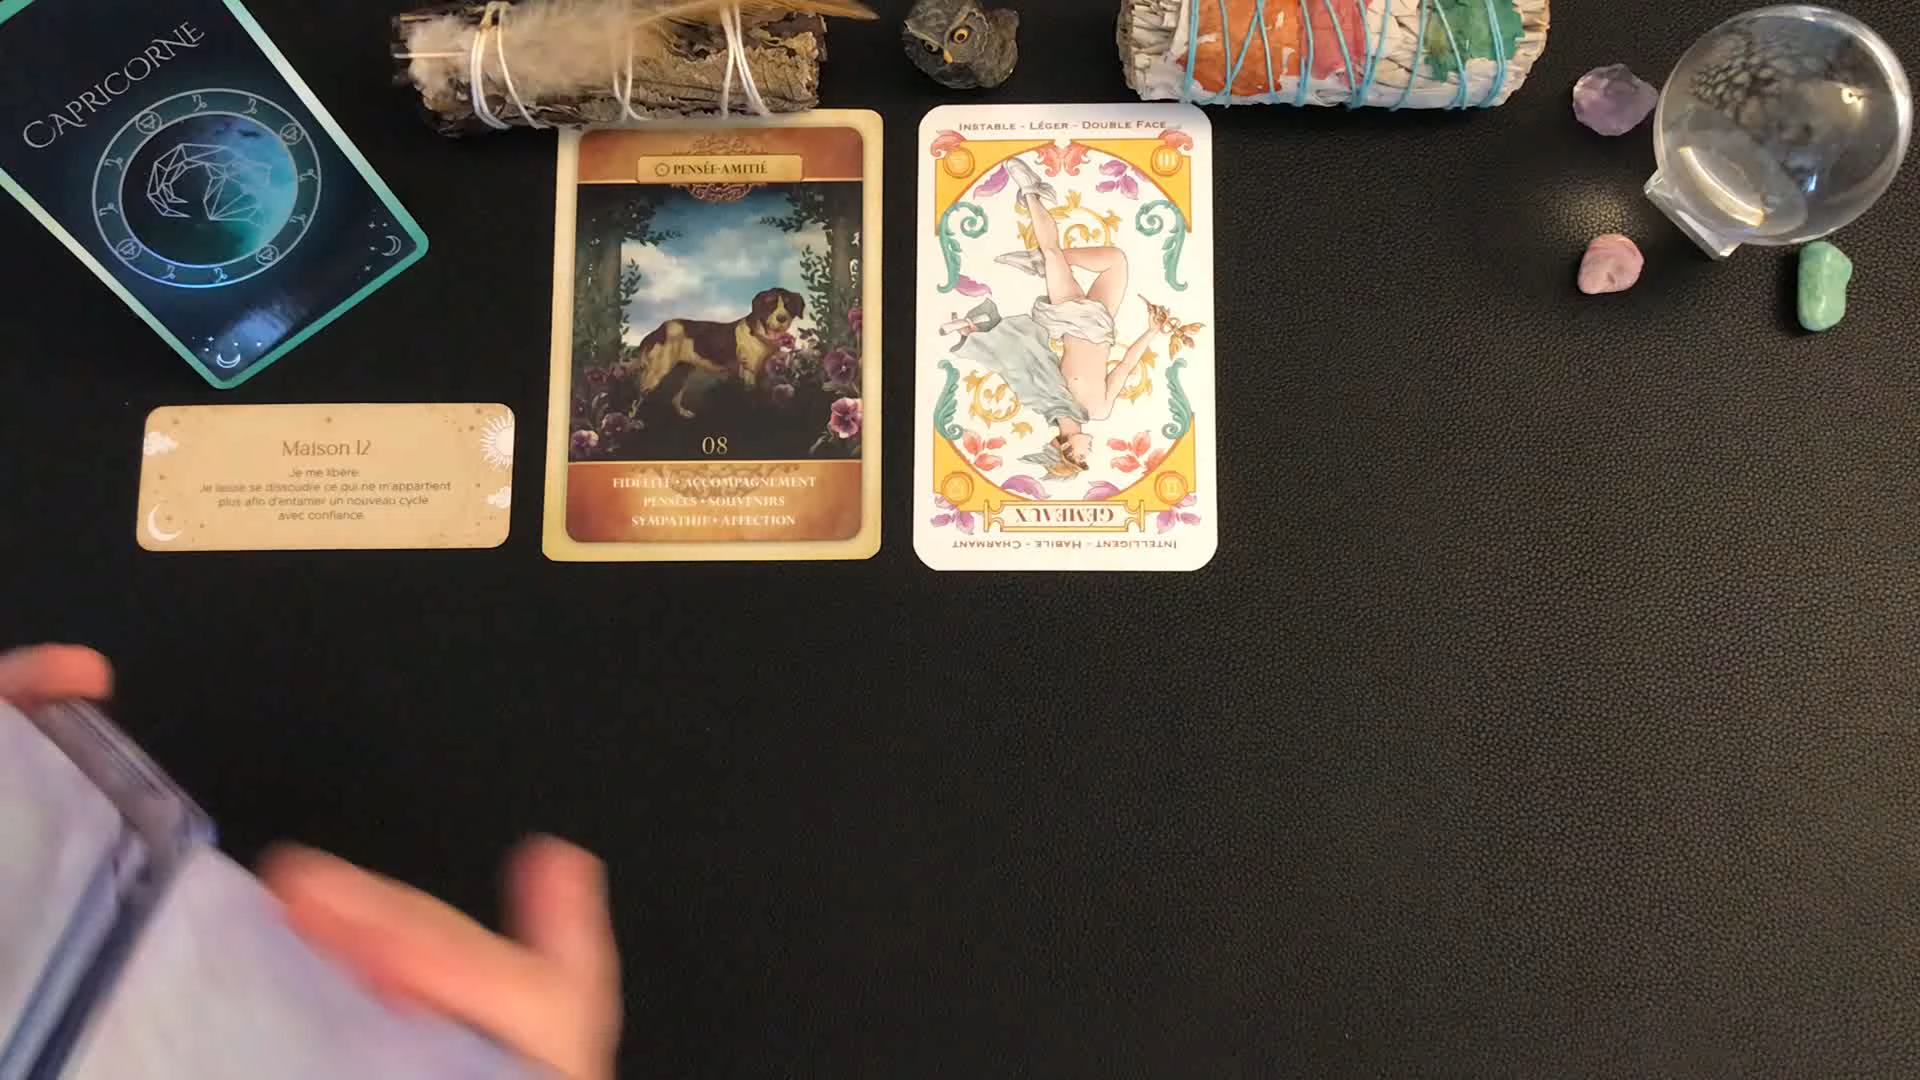 CAPRICORNE
Maison 12
Je me libère.
Je laisse se dissoudre ce qui ne m'appartient
plus afin d'entamer un nouveau cycle
avec confiance.
PENSÉE-AMITIÉ
08
FIDÉLITÉ • ACCOMPAGNEMENT
PENSÉES • SOUVENIRS
SYMPATHIE • AFFECTION
INSTABLE - LÉGER - DOUBLE FACE
III
GÉMEAUX
INTELLIGENT - HABILE - CHARMANT